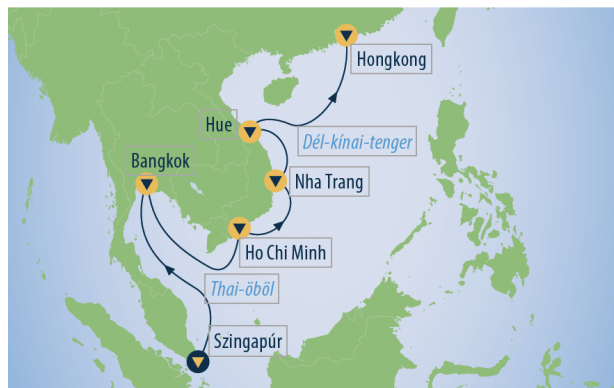 Hongkong
Hue
Dél-kínai-tenger
Bangkok
Nha Trang
Ho Chi Minh
Thai-öböl
Szingapúr